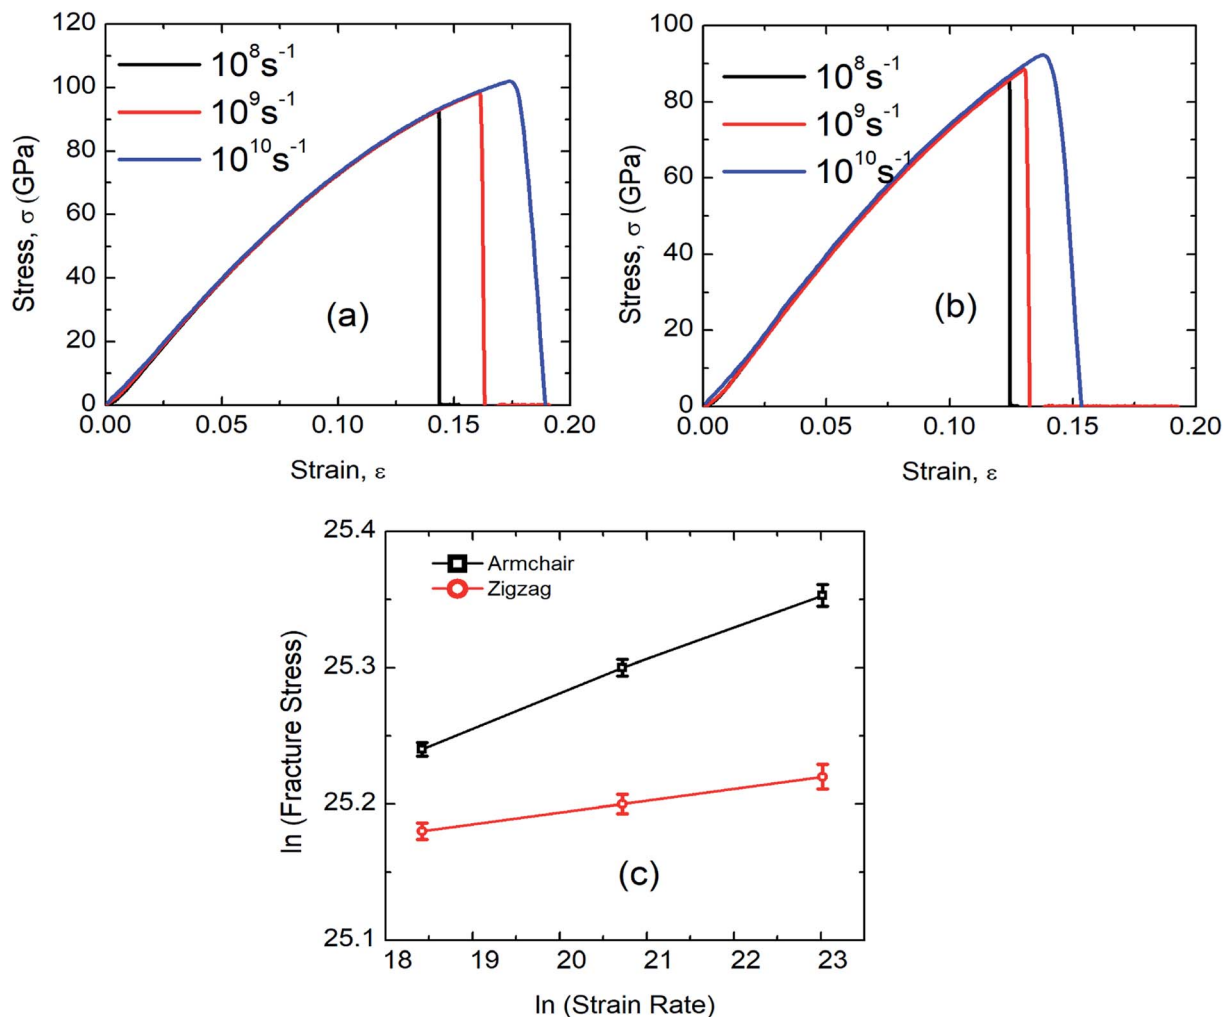 120
100
80
60
40
20
0
Stress, σ (GPa)
10⁸s⁻¹
10⁹s⁻¹
10¹⁰s⁻¹
(a)
0.00 0.05 0.10 0.15 0.20
Strain, ε
100
80
60
40
20
0
Stress, σ (GPa)
10⁸s⁻¹
10⁹s⁻¹
10¹⁰s⁻¹
(b)
0.00 0.05 0.10 0.15 0.20
Strain, ε
25.4
25.3
25.2
25.1
ln (Fracture Stress)
Armchair
Zigzag
(c)
18 19 20 21 22 23
ln (Strain Rate)